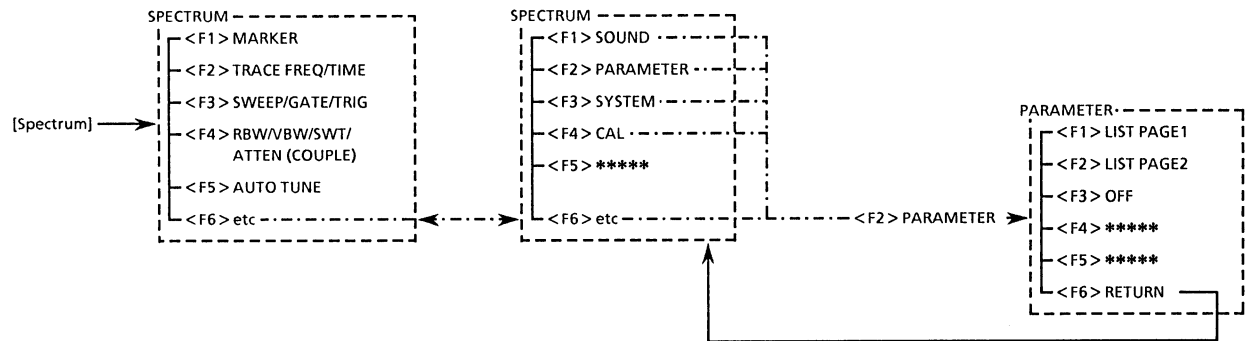 [Spectrum]
SPECTRUM
<F1> MARKER
<F2> TRACE FREQ/TIME
<F3> SWEEP/GATE/TRIG
<F4> RBW/VBW/SWT/
ATTEN (COUPLE)
<F5> AUTO TUNE
<F6> etc
SPECTRUM
<F1> SOUND
<F2> PARAMETER
<F3> SYSTEM
<F4> CAL
<F5> *****
<F6> etc
<F2> PARAMETER
PARAMETER
<F1> LIST PAGE1
<F2> LIST PAGE2
<F3> OFF
<F4> *****
<F5> *****
<F6> RETURN